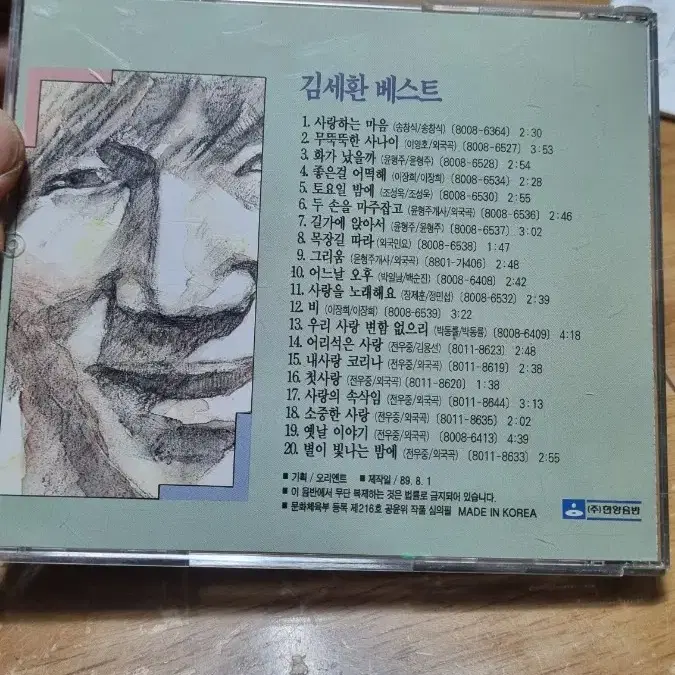 김세환 베스트
1. 사랑하는 마음 (송창식/송창식) (8008-6364) 2:30
2. 무뚝뚝한 사나이 (이영호/외국곡) (8008-6527) 3:53
3. 화가 났을까 (윤형주/윤형주) (8008-6528) 2:54
4. 좋은걸 어떡해 (이장희/이장희) (8008-6534) 2:28
5. 토요일 밤에 (조성옥/조성옥) (8008-6530) 2:55
6. 두 손을 마주잡고 (윤형주개사/외국곡) (8008-6536) 2:46
7. 길가에 앉아서 (윤형주/윤형주) (8008-6537) 3:02
8. 목장길 따라 (외국민요) (8008-6538) 1:47
9. 그리움 (윤형주개사/외국곡) (8801-가406) 2:48
10. 어느날 오후 (박일남/백순진) (8008-6408) 2:42
11. 사랑을 노래해요 (장제훈/정민섭) (8008-6532) 2:39
12. 비 (이장희/이장희) (8008-6539) 3:22
13. 우리 사랑 변함 없으리 (박동률/박동률) (8008-6409) 4:18
14. 어리석은 사랑 (전우중/김웅선) (8011-8623) 2:48
15. 내사랑 코리나 (전우중/외국곡) (8011-8619) 2:38
16. 첫사랑 (전우중/외국곡) (8011-8620) 1:38
17. 사랑의 속삭임 (전우중/외국곡) (8011-8644) 3:13
18. 소중한 사랑 (전우중/외국곡) (8011-8635) 2:02
19. 옛날 이야기 (전우중/외국곡) (8008-6413) 4:39
20. 별이 빛나는 밤에 (전우중/외국곡) (8011-8633) 2:55
■ 기획 / 오리엔트 ■ 제작일 / 89. 8. 1
■ 이 음반에서 무단 복제하는 것은 법률로 금지되어 있습니다.
■ 문화체육부 등록 제216호 공윤위 작품 심의필 MADE IN KOREA
(주)한양음반